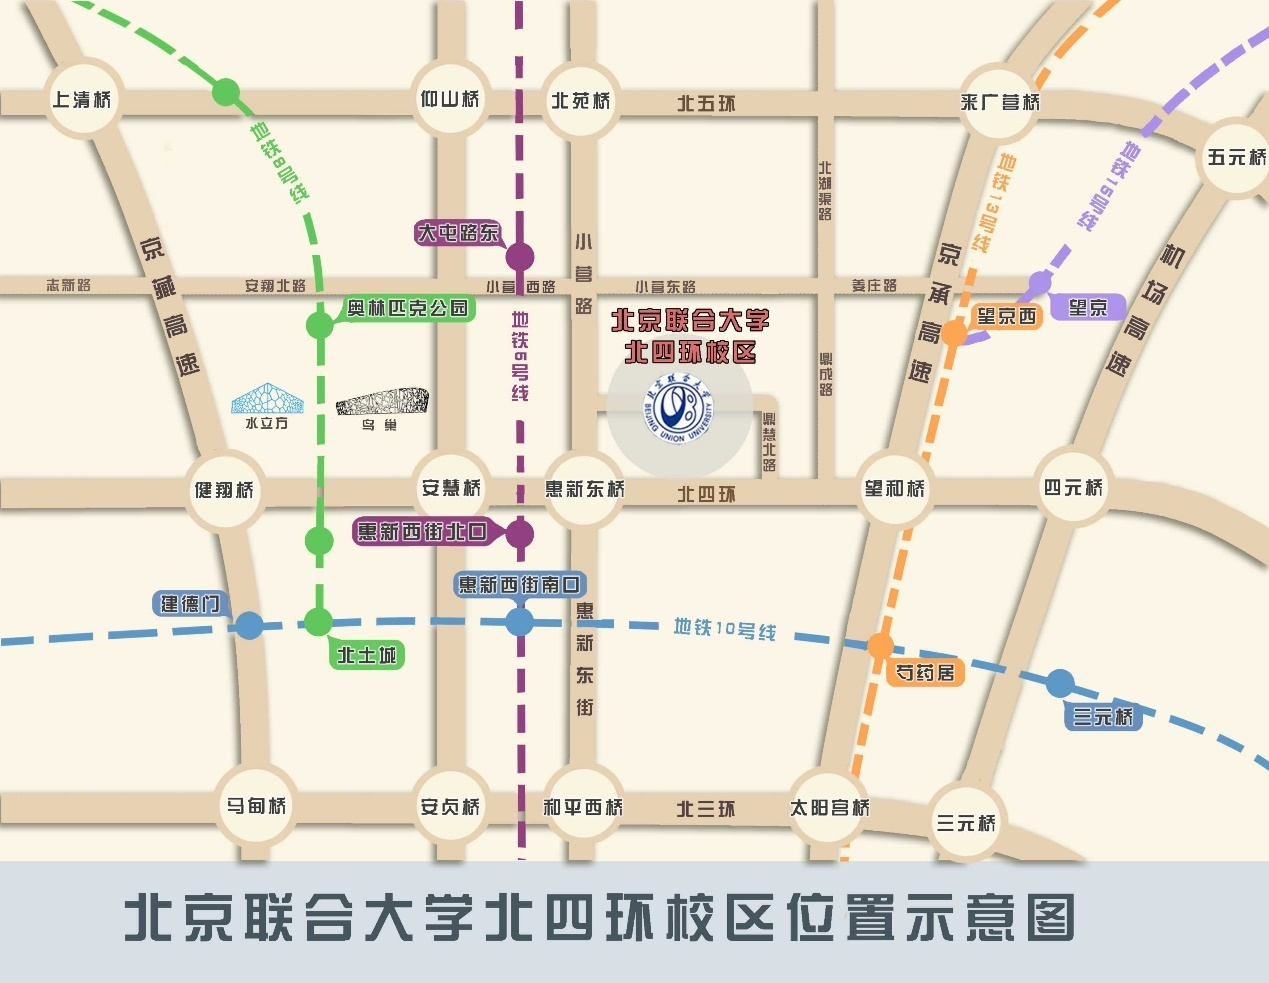 上清桥
仰山桥
北苑桥
北五环
来广营桥
五元桥
地铁8号线
北湖渠路
地铁13号线
地铁15号线
大屯路东
京藏高速
小营路
京承高速
机场高速
志新路
安翔北路
小营西路
小营东路
姜庄路
奥林匹克公园
地铁5号线
北京联合大学
北四环校区
望京西
望京
鼎成路
水立方
鸟巢
北京联合大学
BEIJING UNION UNIVERSITY
鼎慧北路
健翔桥
安慧桥
惠新东桥
北四环
望和桥
四元桥
惠新西街北口
惠新西街南口
建德门
惠新东街
地铁10号线
北土城
芍药居
三元桥
马甸桥
安贞桥
和平西桥
北三环
太阳宫桥
三元桥
北京联合大学北四环校区位置示意图